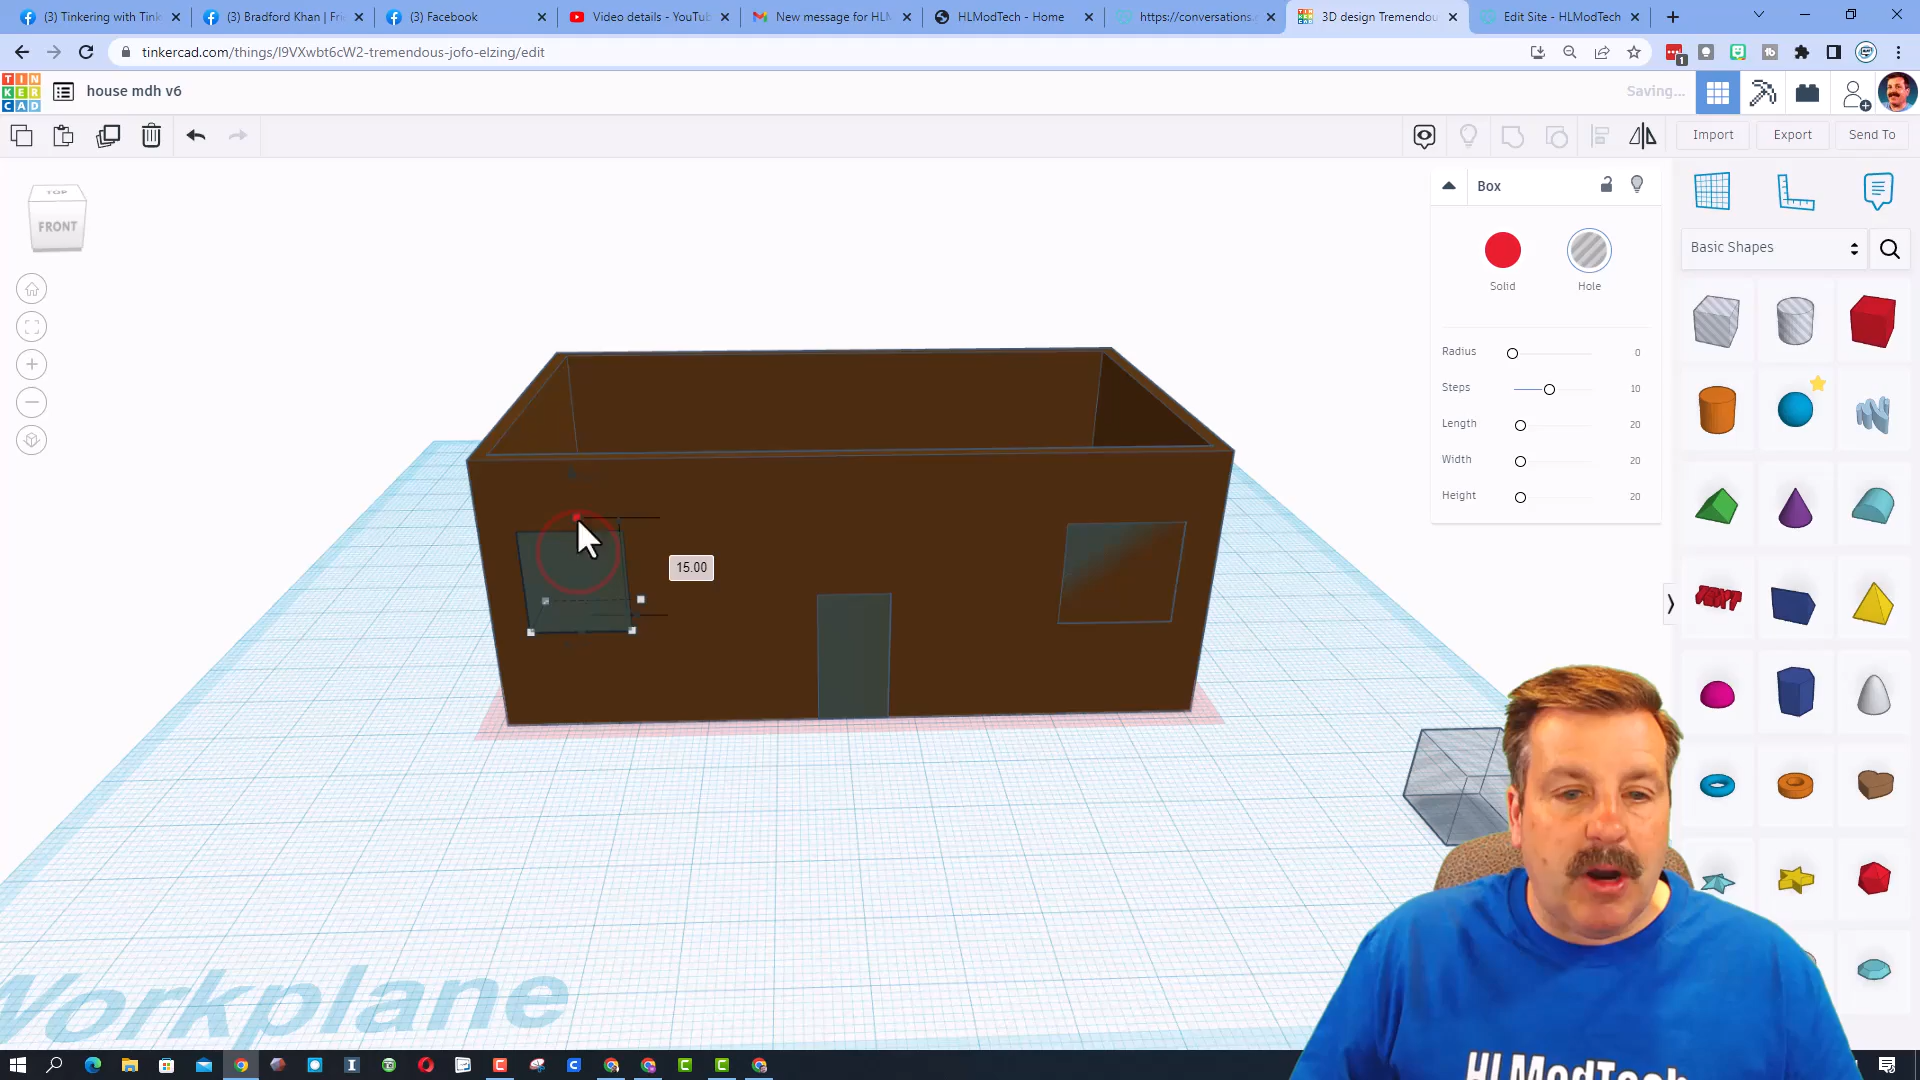 (3) Tinkering with Tink
(3) Bradford Khan | Fri
(3) Facebook
Video details - YouTub
New message for HLM
HLModTech - Home
https://conversations.
3D design Tremendou
Edit Site - HLModTech
tinkercad.com/things/l9VXwbt6cW2-tremendous-jofo-elzing/edit
1
TIN
KER
CAD
house mdh v6
Saving...
Import
Export
Send To
TOP
FRONT
Box
Solid
Hole
Radius 0
Steps 10
Length 20
Width 20
Height 20
Basic Shapes
TEXT
15.00
Workplane
HLModTech